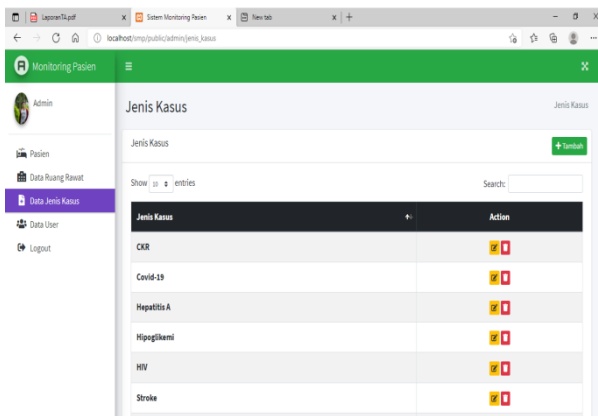 LaporanTA.pdf
Sistem Monitoring Pasien
New tab
localhost/smp/public/admin/jenis_kasus
Monitoring Pasien
Admin
Pasien
Data Ruang Rawat
Data Jenis Kasus
Data User
Logout
Jenis Kasus
Jenis Kasus
Jenis Kasus
+ Tambah
Show 10 entries
Search:
Jenis Kasus Action
CKR
Covid-19
Hepatitis A
Hipoglikemi
HIV
Stroke